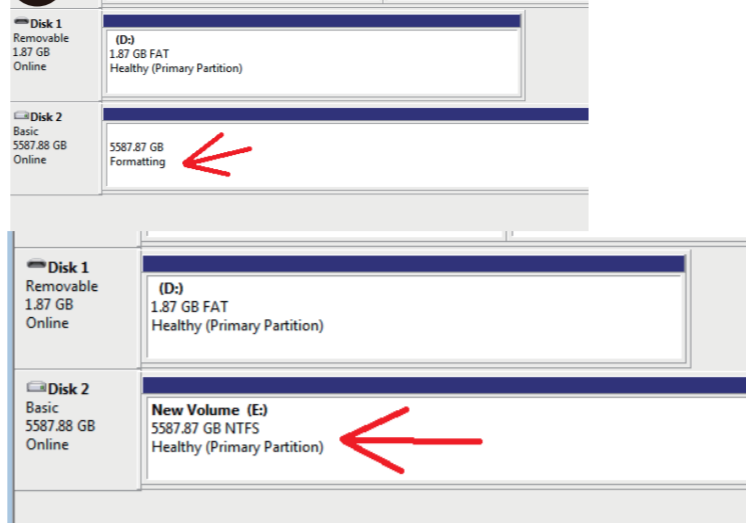 Disk 1
Removable
1.87 GB
Online
(D:)
1.87 GB FAT
Healthy (Primary Partition)
Disk 2
Basic
5587.88 GB
Online
5587.87 GB
Formatting
Disk 1
Removable
1.87 GB
Online
(D:)
1.87 GB FAT
Healthy (Primary Partition)
Disk 2
Basic
5587.88 GB
Online
New Volume (E:)
5587.87 GB NTFS
Healthy (Primary Partition)